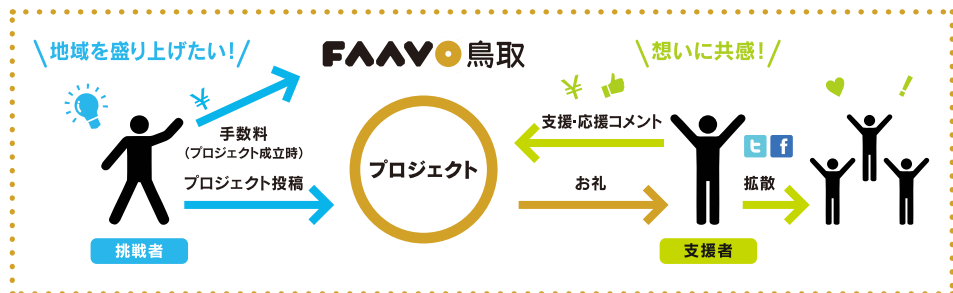 地域を盛り上げたい!
FAAVO鳥取
想いに共感!
¥
¥
手数料
(プロジェクト成立時)
支援・応援コメント
プロジェクト
プロジェクト投稿
お礼
拡散
t f
!
挑戦者
支援者